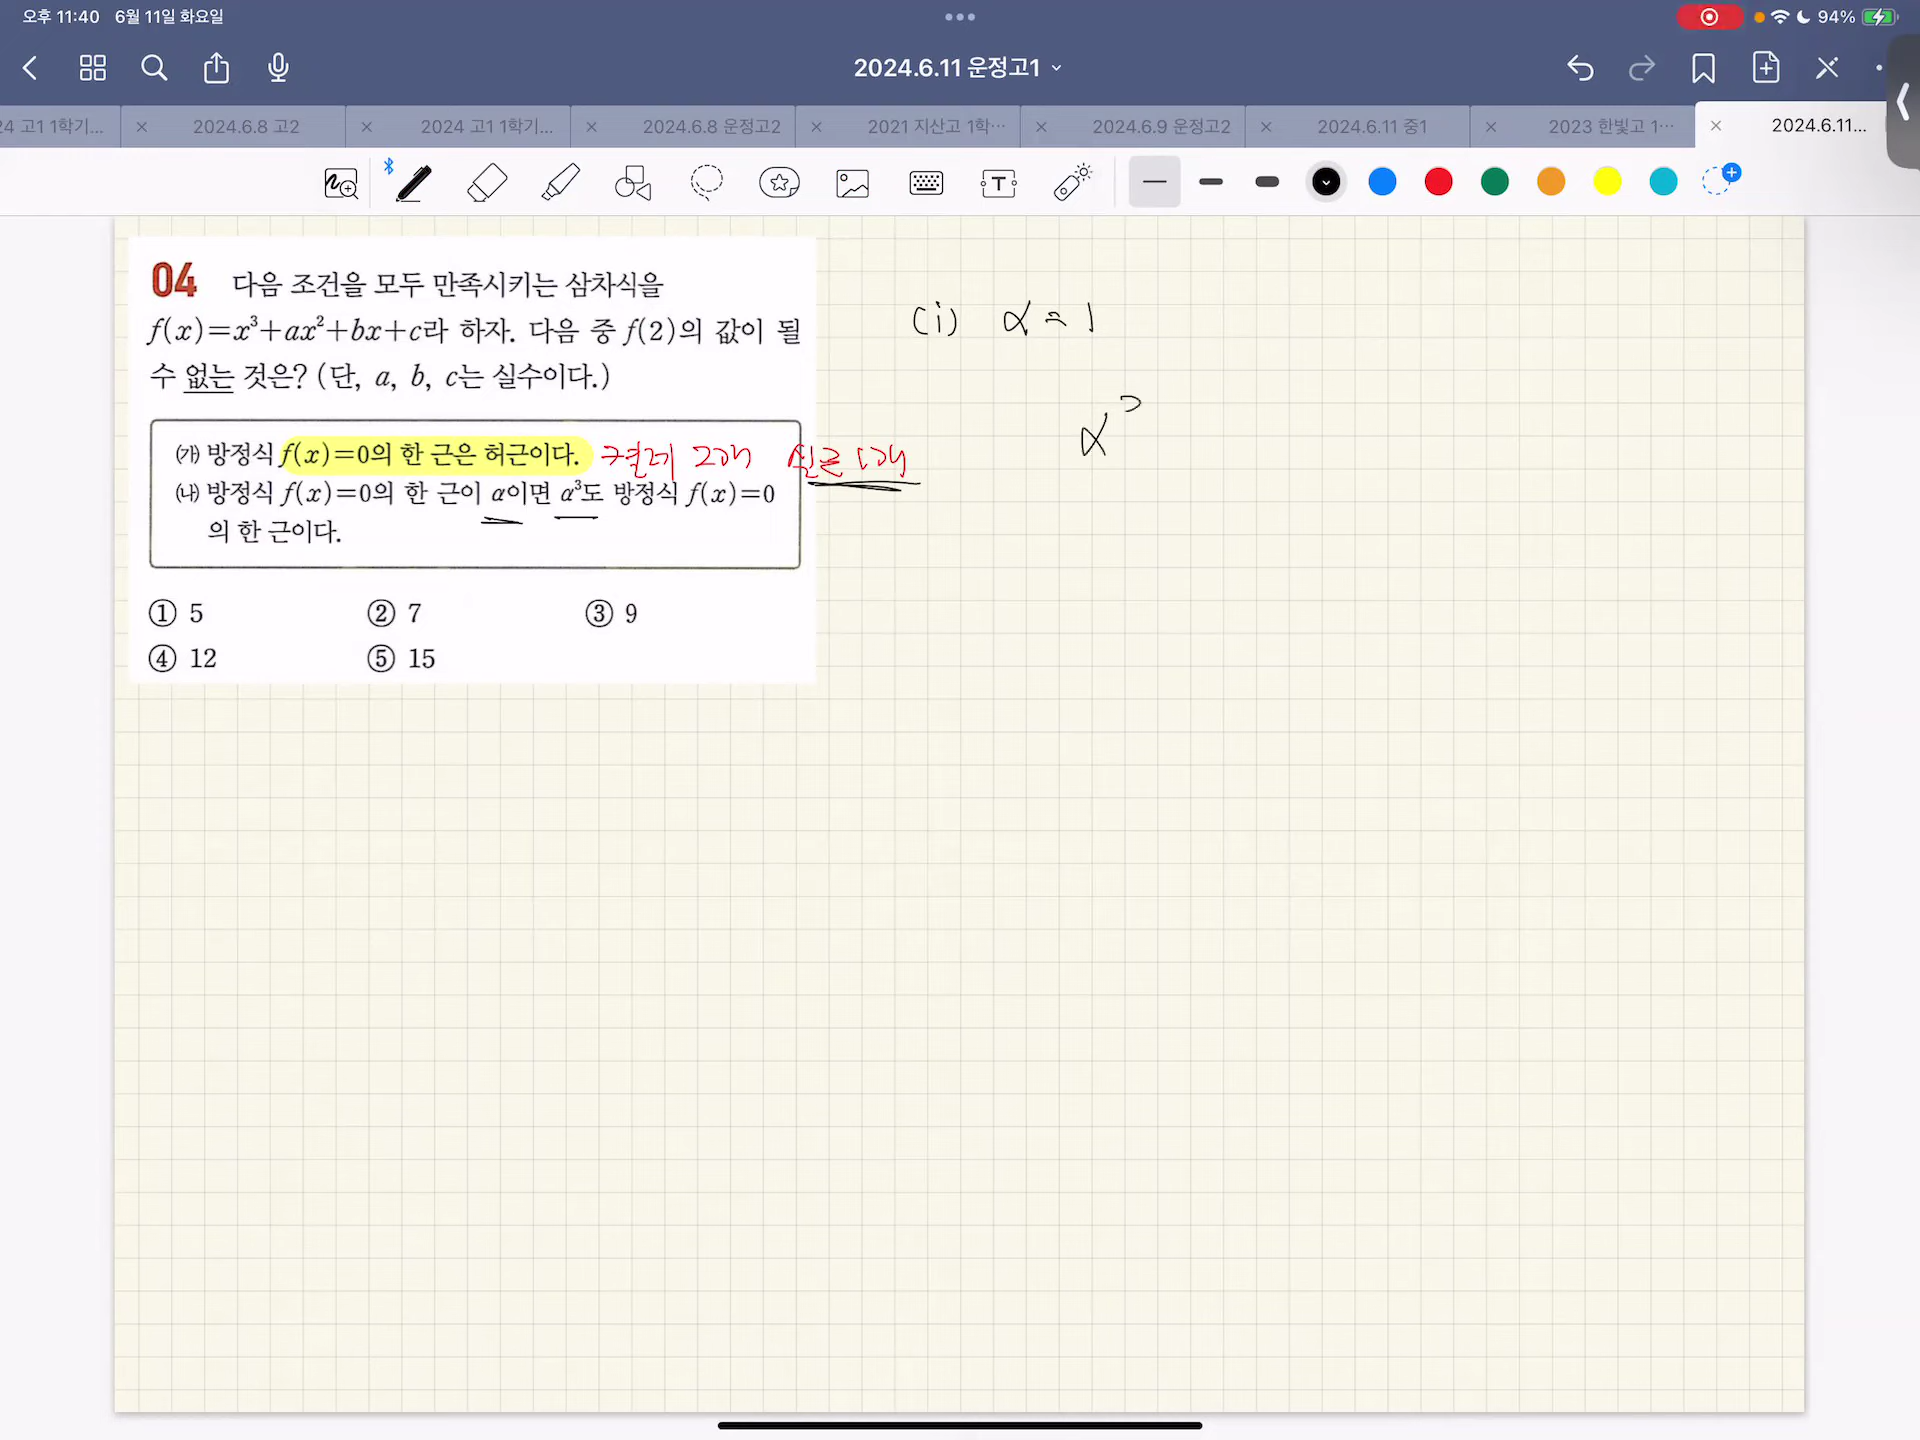 오후 11:40 6월 11일 화요일
94%
2024.6.11 운정고1
24 고1 1학기...
2024.6.8 고2
2024 고1 1학기...
2024.6.8 운정고2
2021 지산고 1학...
2024.6.9 운정고2
2024.6.11 중1
2023 한빛고 1...
2024.6.11...
04 다음 조건을 모두 만족시키는 삼차식을
f(x)=x³+ax²+bx+c라 하자. 다음 중 f(2)의 값이 될
수 없는 것은? (단, a, b, c는 실수이다.)
㈎ 방정식 f(x)=0의 한 근은 허근이다. 켤레 2개 실근 1개
㈏ 방정식 f(x)=0의 한 근이 α이면 α³도 방정식 f(x)=0
의 한 근이다.
① 5 ② 7 ③ 9
④ 12 ⑤ 15
(i) α = 1
α